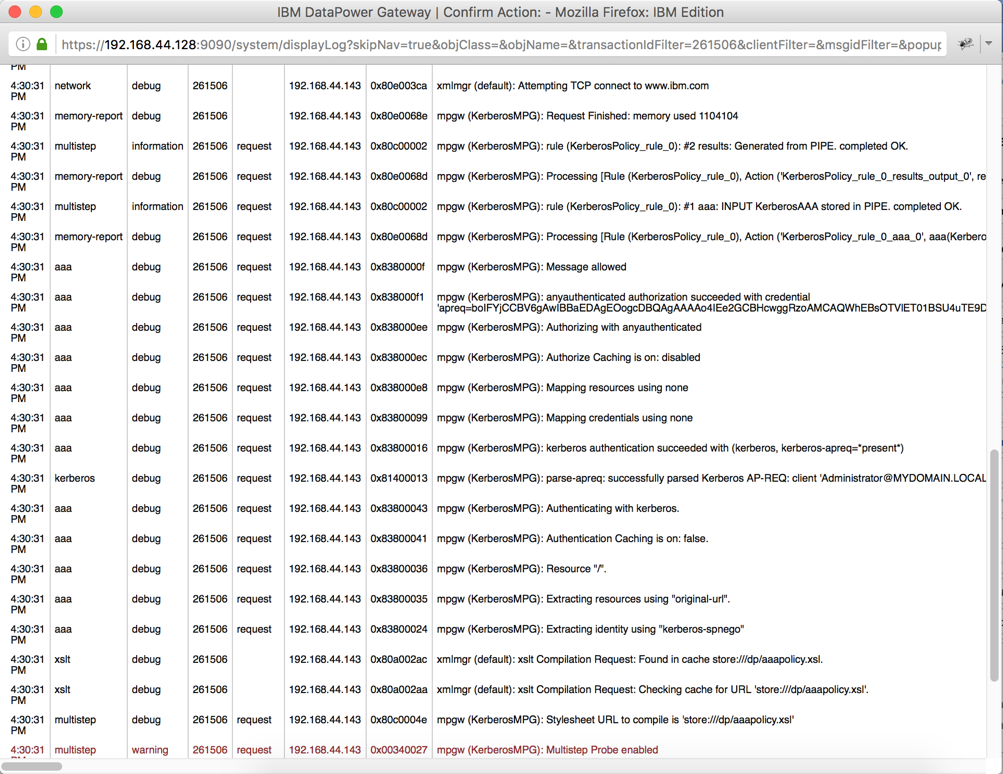 IBM DataPower Gateway | Confirm Action: - Mozilla Firefox: IBM Edition
https://192.168.44.128:9090/system/displayLog?skipNav=true&objClass=&objName=&transactionIdFilter=261506&clientFilter=&msgidFilter=&popup
PM
4:30:31 PM network debug 261506 192.168.44.143 0x80e003ca xmlmgr (default): Attempting TCP connect to www.ibm.com
4:30:31 PM memory-report debug 261506 192.168.44.143 0x80e0068e mpgw (KerberosMPG): Request Finished: memory used 1104104
4:30:31 PM multistep information 261506 request 192.168.44.143 0x80c00002 mpgw (KerberosMPG): rule (KerberosPolicy_rule_0): #2 results: Generated from PIPE. completed OK.
4:30:31 PM memory-report debug 261506 request 192.168.44.143 0x80e0068d mpgw (KerberosMPG): Processing [Rule (KerberosPolicy_rule_0), Action ('KerberosPolicy_rule_0_results_output_0', re
4:30:31 PM multistep information 261506 request 192.168.44.143 0x80c00002 mpgw (KerberosMPG): rule (KerberosPolicy_rule_0): #1 aaa: INPUT KerberosAAA stored in PIPE. completed OK.
4:30:31 PM memory-report debug 261506 request 192.168.44.143 0x80e0068d mpgw (KerberosMPG): Processing [Rule (KerberosPolicy_rule_0), Action ('KerberosPolicy_rule_0_aaa_0', aaa(Kerbero
4:30:31 PM aaa debug 261506 request 192.168.44.143 0x8380000f mpgw (KerberosMPG): Message allowed
4:30:31 PM aaa debug 261506 request 192.168.44.143 0x838000f1 mpgw (KerberosMPG): anyauthenticated authorization succeeded with credential
4:30:31 PM aaa debug 261506 request 192.168.44.143 0x838000ee mpgw (KerberosMPG): Authorizing with anyauthenticated
4:30:31 PM aaa debug 261506 request 192.168.44.143 0x838000ec mpgw (KerberosMPG): Authorize Caching is on: disabled
4:30:31 PM aaa debug 261506 request 192.168.44.143 0x838000e8 mpgw (KerberosMPG): Mapping resources using none
4:30:31 PM aaa debug 261506 request 192.168.44.143 0x83800099 mpgw (KerberosMPG): Mapping credentials using none
4:30:31 PM aaa debug 261506 request 192.168.44.143 0x83800016 mpgw (KerberosMPG): kerberos authentication succeeded with (kerberos, kerberos-apreq=*present*)
4:30:31 PM kerberos debug 261506 request 192.168.44.143 0x81400013 mpgw (KerberosMPG): parse-apreq: successfully parsed Kerberos AP-REQ: client 'Administrator@MYDOMAIN.LOCAL
4:30:31 PM aaa debug 261506 request 192.168.44.143 0x83800043 mpgw (KerberosMPG): Authenticating with kerberos.
4:30:31 PM aaa debug 261506 request 192.168.44.143 0x83800041 mpgw (KerberosMPG): Authentication Caching is on: false.
4:30:31 PM aaa debug 261506 request 192.168.44.143 0x83800036 mpgw (KerberosMPG): Resource "/".
4:30:31 PM aaa debug 261506 request 192.168.44.143 0x83800035 mpgw (KerberosMPG): Extracting resources using "original-url".
4:30:31 PM aaa debug 261506 request 192.168.44.143 0x83800024 mpgw (KerberosMPG): Extracting identity using "kerberos-spnego"
4:30:31 PM xslt debug 261506 192.168.44.143 0x80a002ac xmlmgr (default): xslt Compilation Request: Found in cache store:///dp/aaapolicy.xsl.
4:30:31 PM xslt debug 261506 192.168.44.143 0x80a002aa xmlmgr (default): xslt Compilation Request: Checking cache for URL 'store:///dp/aaapolicy.xsl'.
4:30:31 PM multistep debug 261506 request 192.168.44.143 0x80c0004e mpgw (KerberosMPG): Stylesheet URL to compile is 'store:///dp/aaapolicy.xsl'
4:30:31 multistep warning 261506 request 192.168.44.143 0x00340027 mpgw (KerberosMPG): Multistep Probe enabled